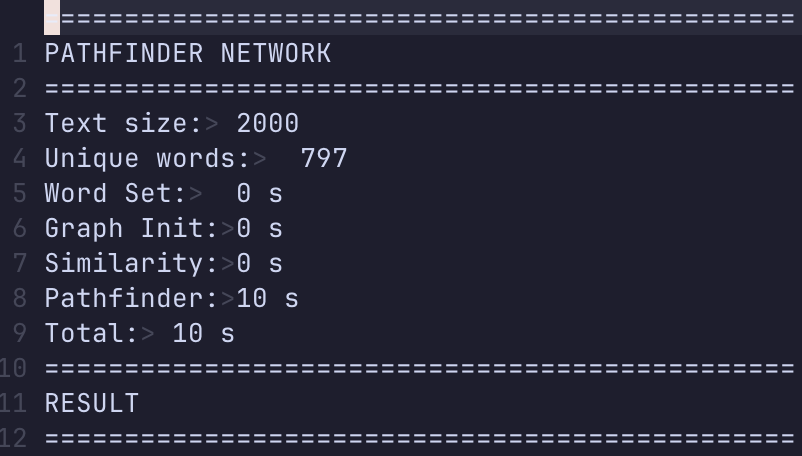 ===============================================
1 PATHFINDER NETWORK
2 ===============================================
3 Text size:> 2000
4 Unique words:>  797
5 Word Set:>  0 s
6 Graph Init:>0 s
7 Similarity:>0 s
8 Pathfinder:>10 s
9 Total:> 10 s
10 ===============================================
11 RESULT
12 ===============================================